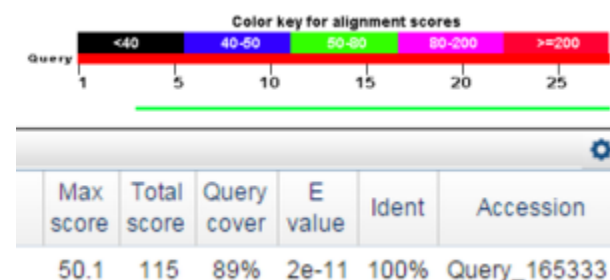 Color key for alignment scores
<40 40-50 50-80 80-200 >=200
Query
1 5 10 15 20 25
Max score Total score Query cover E value Ident Accession
50.1 115 89% 2e-11 100% Query_165333